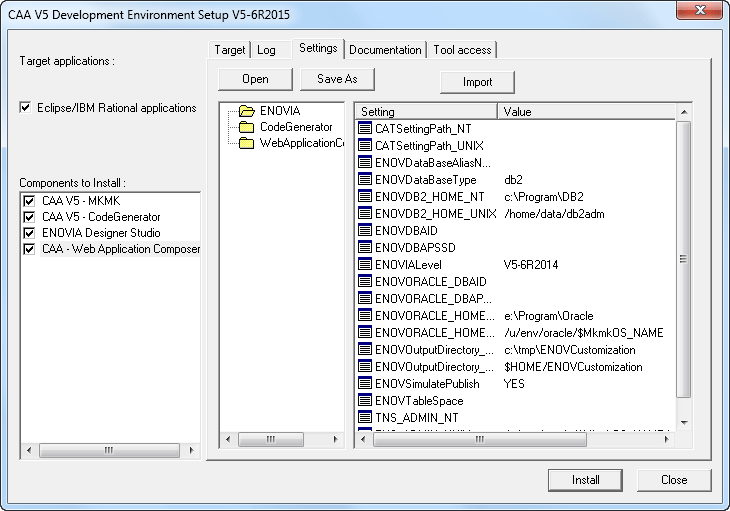 CAA V5 Development Environment Setup V5-6R2015
Target applications :
Eclipse/IBM Rational applications
Components to Install :
CAA V5 - MKMK
CAA V5 - CodeGenerator
ENOVIA Designer Studio
CAA - Web Application Composer
Target Log Settings Documentation Tool access
Open Save As Import
ENOVIA
CodeGenerator
WebApplicationCo
Setting Value
CATSettingPath_NT
CATSettingPath_UNIX
ENOVDataBaseAliasN...
ENOVDataBaseType db2
ENOVDB2_HOME_NT c:\Program\DB2
ENOVDB2_HOME_UNIX /home/data/db2adm
ENOVDBAID
ENOVDBAPSSD
ENOVIALevel V5-6R2014
ENOVORACLE_DBAID
ENOVORACLE_DBAP...
ENOVORACLE_HOME... e:\Program\Oracle
ENOVORACLE_HOME... /u/env/oracle/$MkmkOS_NAME
ENOVOutputDirectory_... c:\tmp\ENOVCustomization
ENOVOutputDirectory_... $HOME/ENOVCustomization
ENOVSimulatePublish YES
ENOVTableSpace
TNS_ADMIN_NT
Install Close